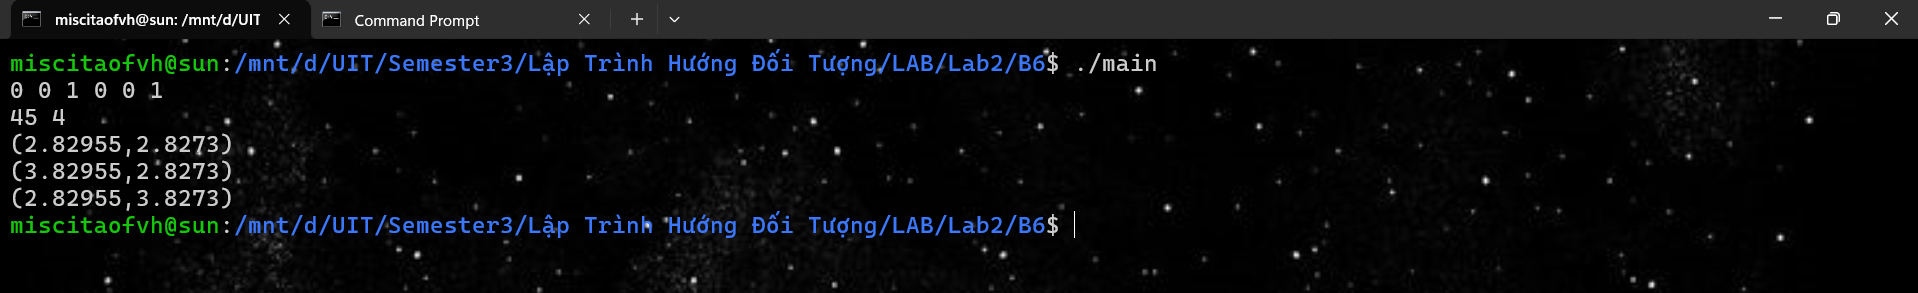 miscitaofvh@sun: /mnt/d/UIT
Command Prompt
miscitaofvh@sun:/mnt/d/UIT/Semester3/Lập Trình Hướng Đối Tượng/LAB/Lab2/B6$ ./main
0 0 1 0 0 1
45 4
(2.82955,2.8273)
(3.82955,2.8273)
(2.82955,3.8273)
miscitaofvh@sun:/mnt/d/UIT/Semester3/Lập Trình Hướng Đối Tượng/LAB/Lab2/B6$